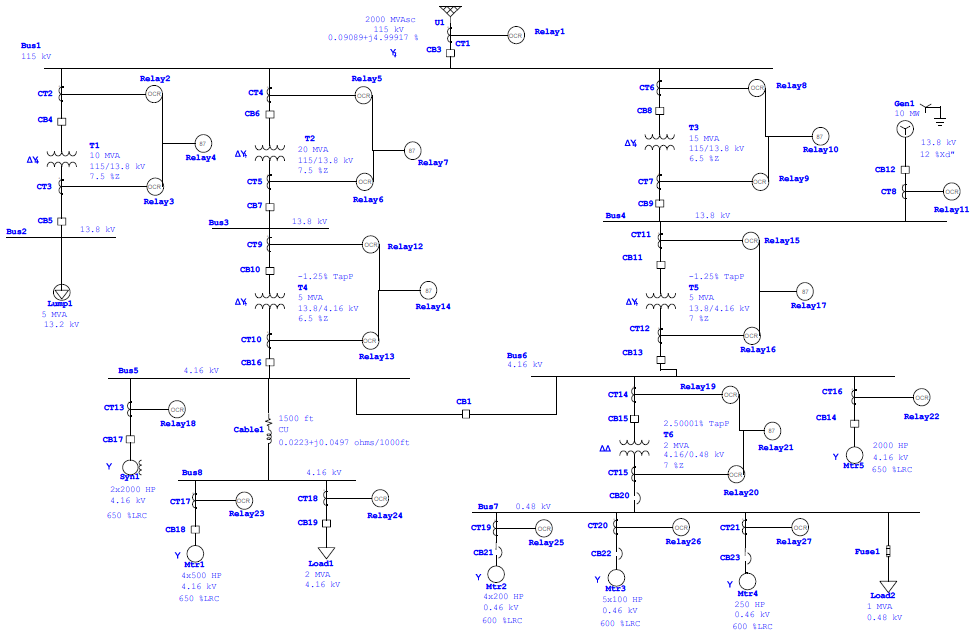 2000 MVAsc
115 kV
0.09089+j4.99917 %
U1
CT1
CB3
OCR
Relay1
Bus1
115 kV
CT2
OCR
Relay2
CB4
T1
10 MVA
115/13.8 kV
7.5 %Z
87
Relay4
CT3
OCR
Relay3
CB5
Bus2
13.8 kV
Lump1
5 MVA
13.2 kV
CT4
OCR
Relay5
CB6
T2
20 MVA
115/13.8 kV
7.5 %Z
87
Relay7
CT5
OCR
Relay6
CB7
Bus3
13.8 kV
CT6
OCR
Relay8
CB8
T3
15 MVA
115/13.8 kV
6.5 %Z
87
Relay10
CT7
OCR
Relay9
CB9
Bus4
13.8 kV
Gen1
10 MW
13.8 kV
12 %Xd"
CB12
CT8
OCR
Relay11
CT9
OCR
Relay12
CB10
-1.25% TapP
T4
5 MVA
13.8/4.16 kV
6.5 %Z
87
Relay14
CT10
OCR
Relay13
CB16
CT11
OCR
Relay15
CB11
-1.25% TapP
T5
5 MVA
13.8/4.16 kV
7 %Z
87
Relay17
CT12
OCR
Relay16
CB13
Bus5
4.16 kV
Bus6
4.16 kV
CB1
CT13
OCR
Relay18
CB17
Y
Syn1
2x2000 HP
4.16 kV
650 %LRC
1500 ft
CU
Cable1
0.0223+j0.0497 ohms/1000ft
Bus8
4.16 kV
CT17
OCR
Relay23
CB18
Y
Mtr1
4x500 HP
4.16 kV
650 %LRC
CT18
OCR
Relay24
CB19
Load1
2 MVA
4.16 kV
CT14
OCR
Relay19
CB15
2.50001% TapP
T6
2 MVA
4.16/0.48 kV
7 %Z
ΔΔ
87
Relay21
CT15
OCR
Relay20
CB20
CT16
OCR
Relay22
CB14
Y
Mtr5
2000 HP
4.16 kV
650 %LRC
Bus7
0.48 kV
CT19
OCR
Relay25
CB21
Y
Mtr2
4x200 HP
0.46 kV
600 %LRC
CT20
OCR
Relay26
CB22
Y
Mtr3
5x100 HP
0.46 kV
600 %LRC
CT21
OCR
Relay27
CB23
Y
Mtr4
250 HP
0.46 kV
600 %LRC
Fuse1
Load2
1 MVA
0.48 kV